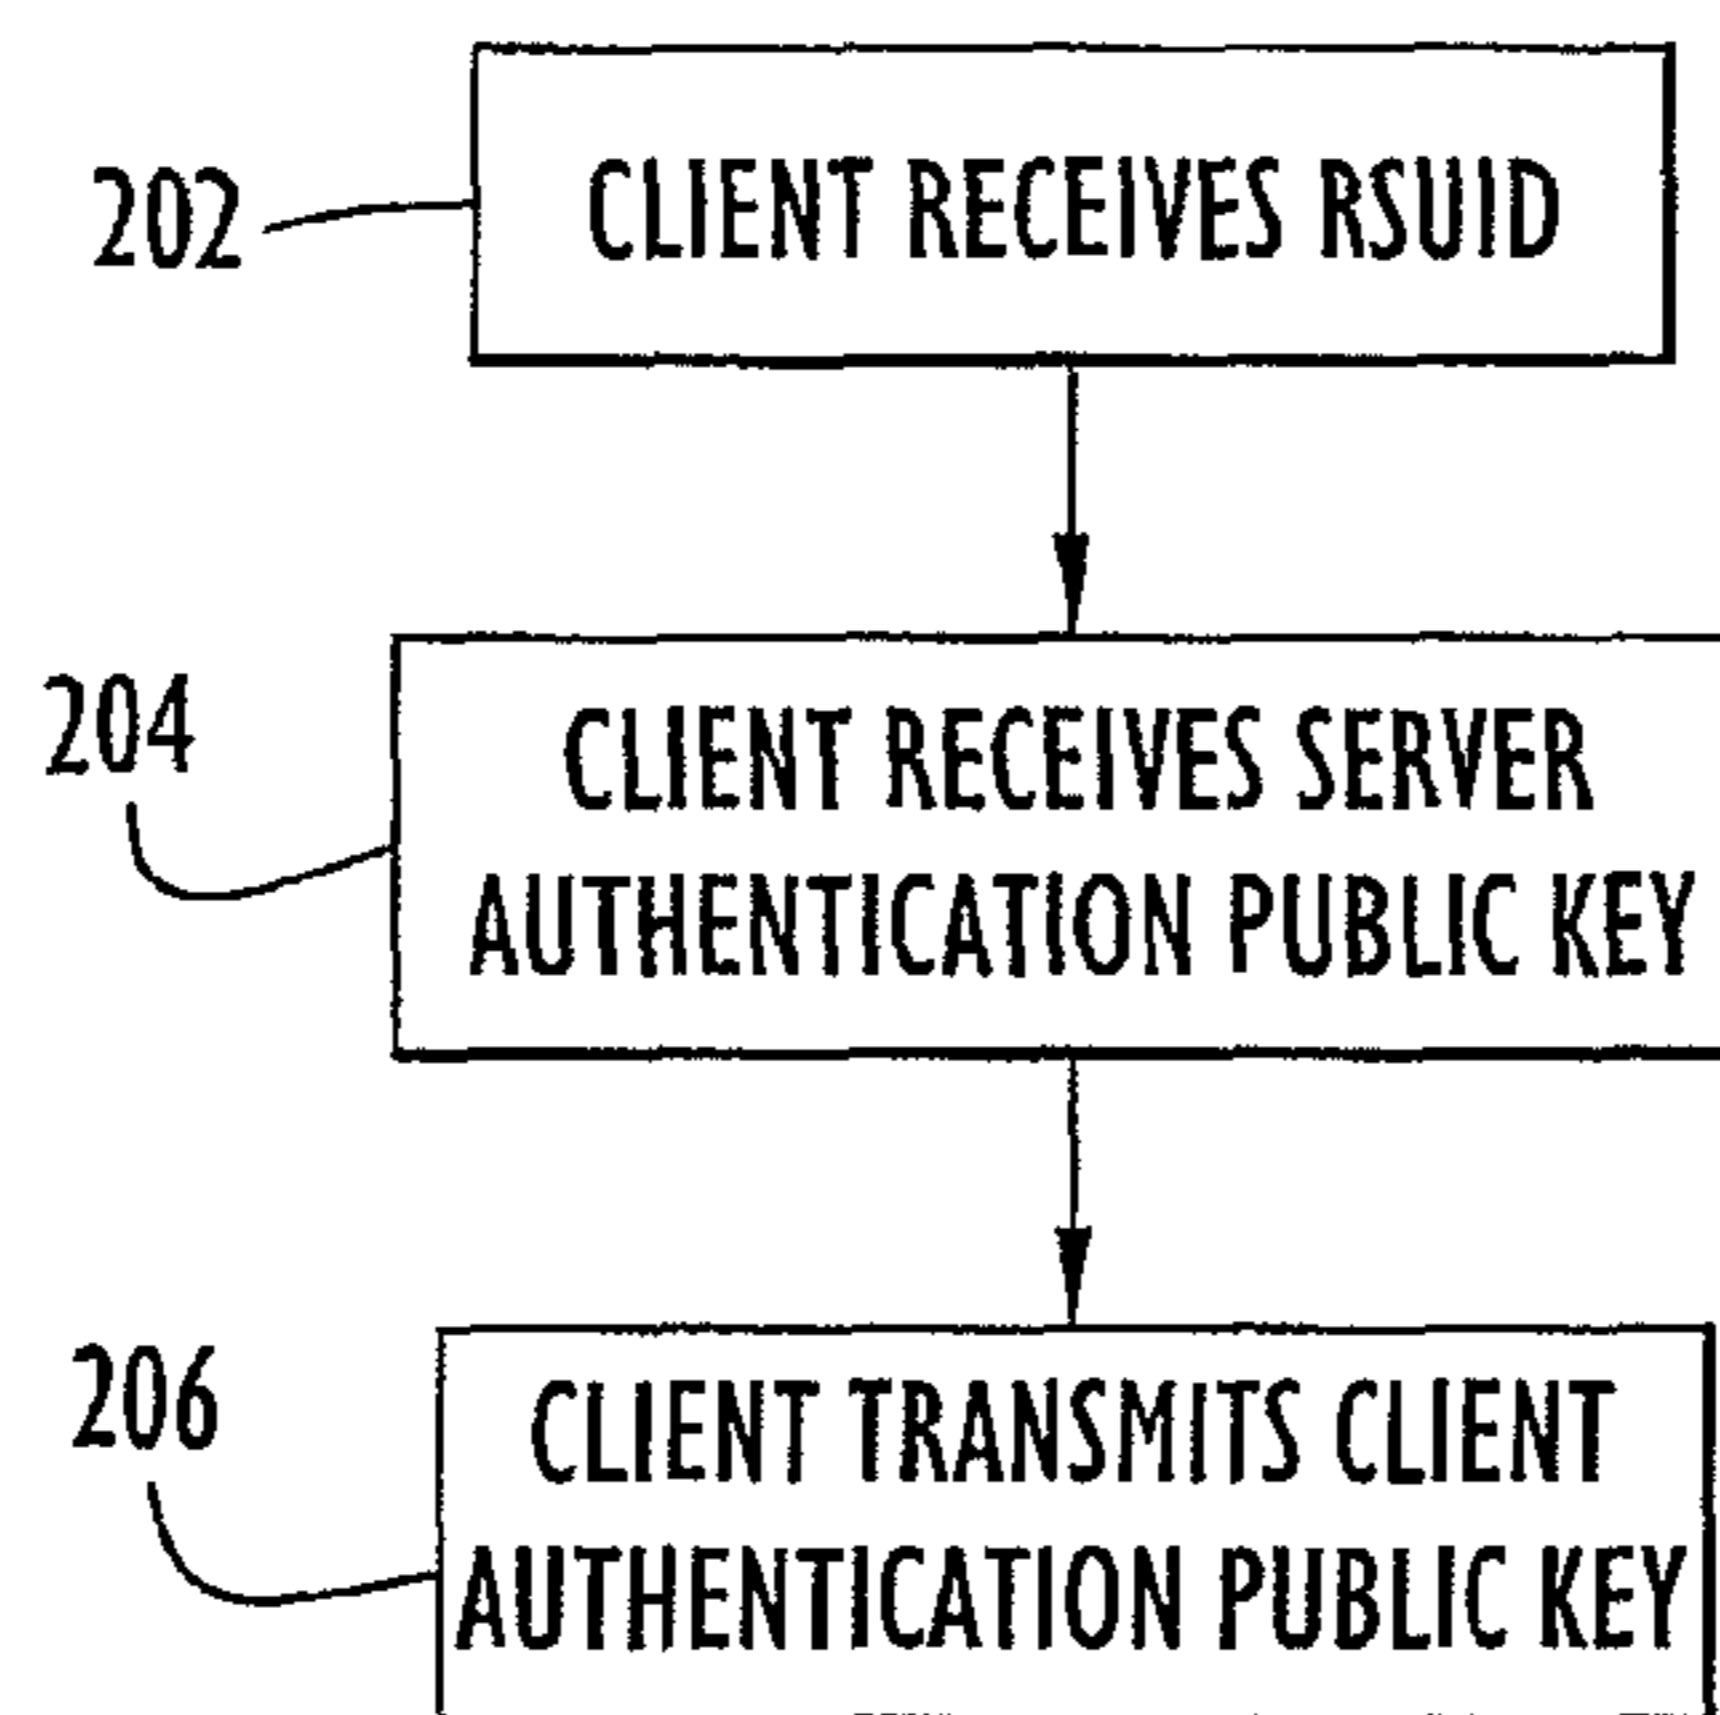 202
CLIENT RECEIVES RSUID
204
CLIENT RECEIVES SERVER
AUTHENTICATION PUBLIC KEY
206
CLIENT TRANSMITS CLIENT
AUTHENTICATION PUBLIC KEY